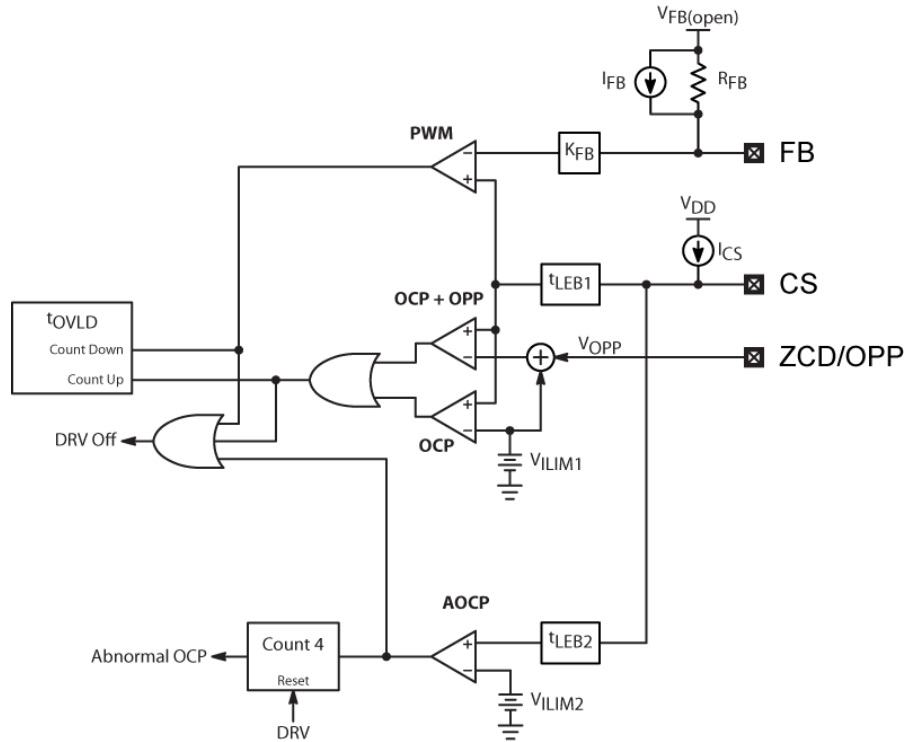 VFB(open)
IFB
RFB
PWM
−
+
KFB
FB
VDD
ICS
tLEB1
CS
OCP + OPP
tOVLD
Count Down
Count Up
+
−
VOPP
+
ZCD/OPP
+
−
OCP
DRV Off
VILIM1
AOCP
Count 4
Reset
Abnormal OCP
+
−
tLEB2
VILIM2
DRV